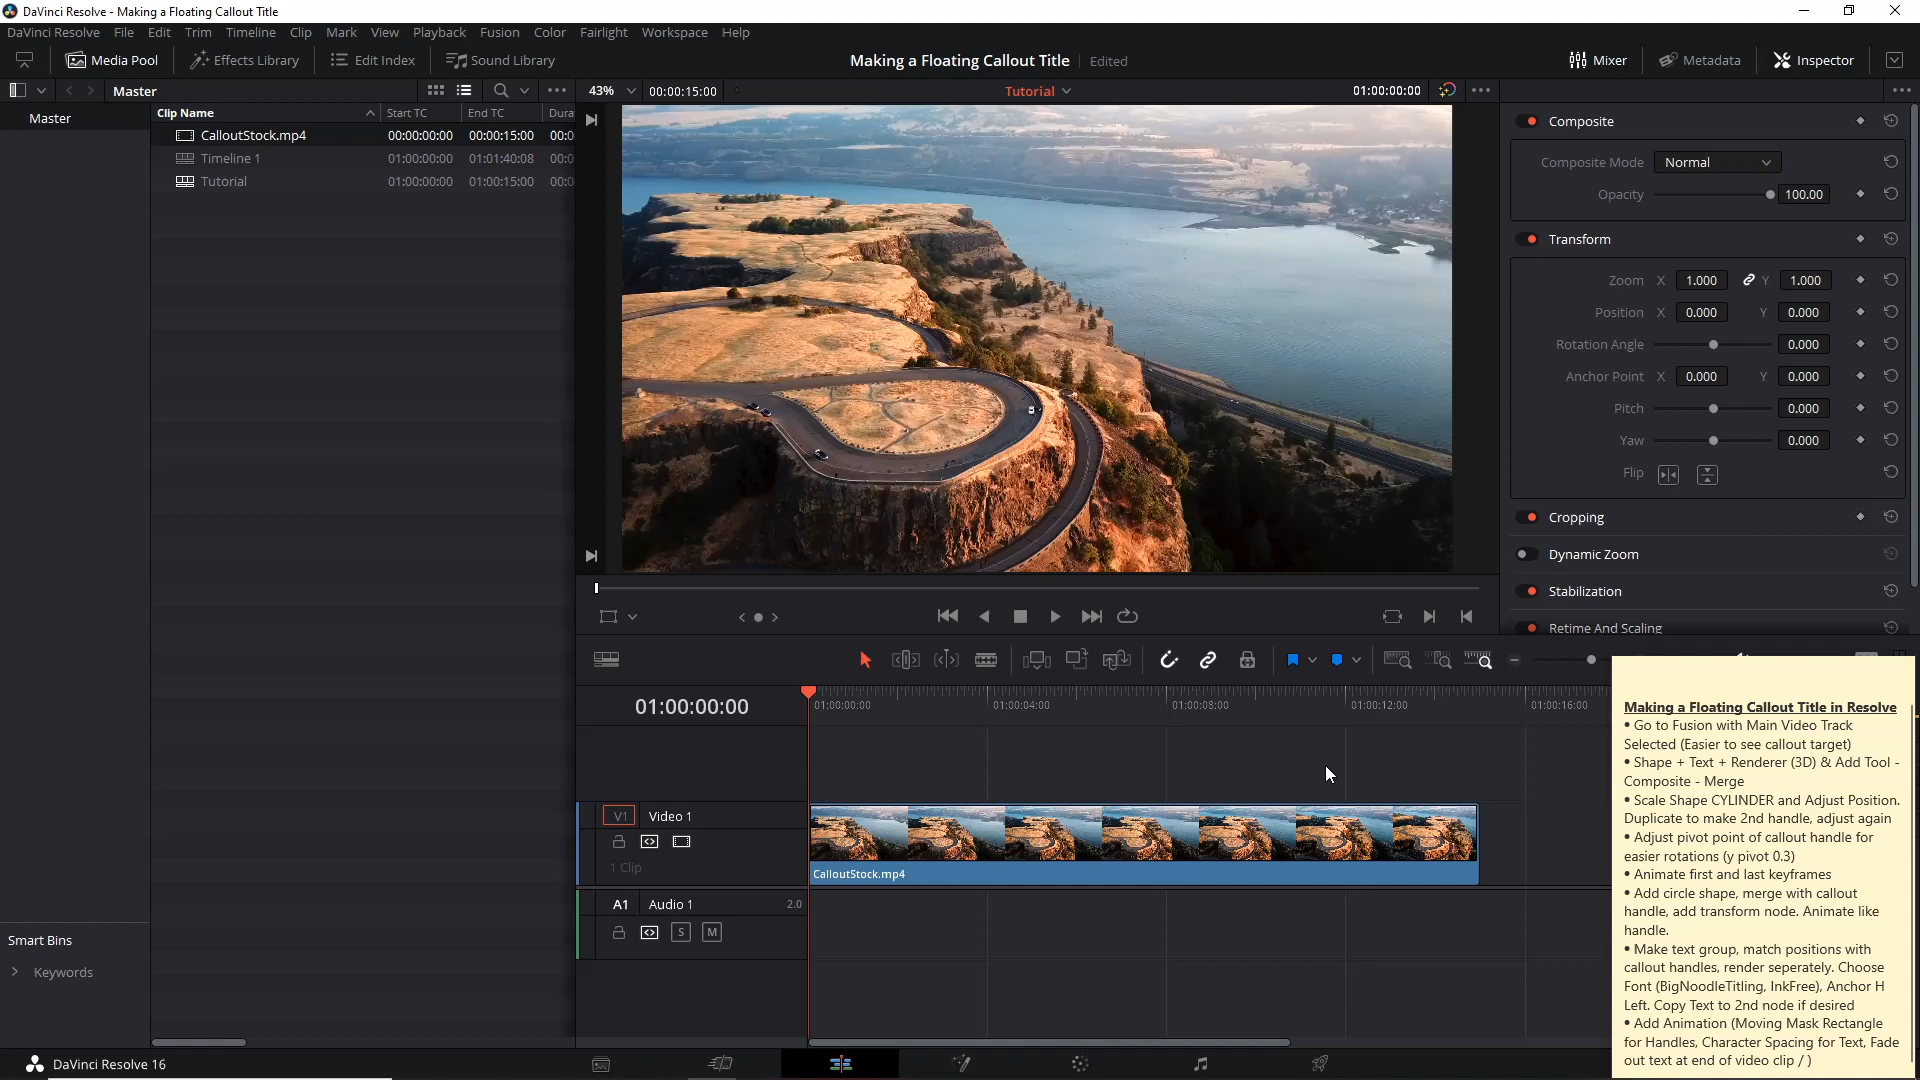 DaVinci Resolve - Making a Floating Callout Title
DaVinci Resolve File Edit Trim Timeline Clip Mark View Playback Fusion Color Fairlight Workspace Help
Media Pool Effects Library Edit Index Sound Library Making a Floating Callout Title Edited Mixer Metadata Inspector
Master 43% 00:00:15:00 Tutorial 01:00:00:00
Master
Clip Name Start TC End TC Dura
CalloutStock.mp4 00:00:00:00 00:00:15:00 00:0
Timeline 1 01:00:00:00 01:01:40:08 00:0
Tutorial 01:00:00:00 01:00:15:00 00:0
Composite
Composite Mode Normal
Opacity 100.00
Transform
Zoom X 1.000 Y 1.000
Position X 0.000 Y 0.000
Rotation Angle 0.000
Anchor Point X 0.000 Y 0.000
Pitch 0.000
Yaw 0.000
Flip
Cropping
Dynamic Zoom
Stabilization
Retime And Scaling
01:00:00:00 01:00:00:00 01:00:04:00 01:00:08:00 01:00:12:00 01:00:16:00
V1 Video 1
1 Clip
CalloutStock.mp4
A1 Audio 1 2.0
S M
Smart Bins
Keywords
DaVinci Resolve 16
Making a Floating Callout Title in Resolve
• Go to Fusion with Main Video Track
Selected (Easier to see callout target)
• Shape + Text + Renderer (3D) & Add Tool -
Composite - Merge
• Scale Shape CYLINDER and Adjust Position.
Duplicate to make 2nd handle, adjust again
• Adjust pivot point of callout handle for
easier rotations (y pivot 0.3)
• Animate first and last keyframes
• Add circle shape, merge with callout
handle, add transform node. Animate like
handle.
• Make text group, match positions with
callout handles, render seperately. Choose
Font (BigNoodleTitling, InkFree), Anchor H
Left. Copy Text to 2nd node if desired
• Add Animation (Moving Mask Rectangle
for Handles, Character Spacing for Text, Fade
out text at end of video clip / )